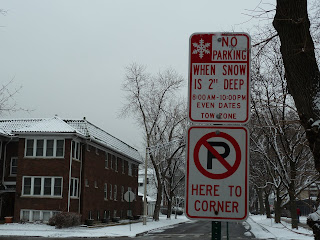 NO
PARKING
WHEN SNOW
IS 2" DEEP
8:00AM-10:00PM
EVEN DATES
TOW ZONE
P
HERE TO
CORNER